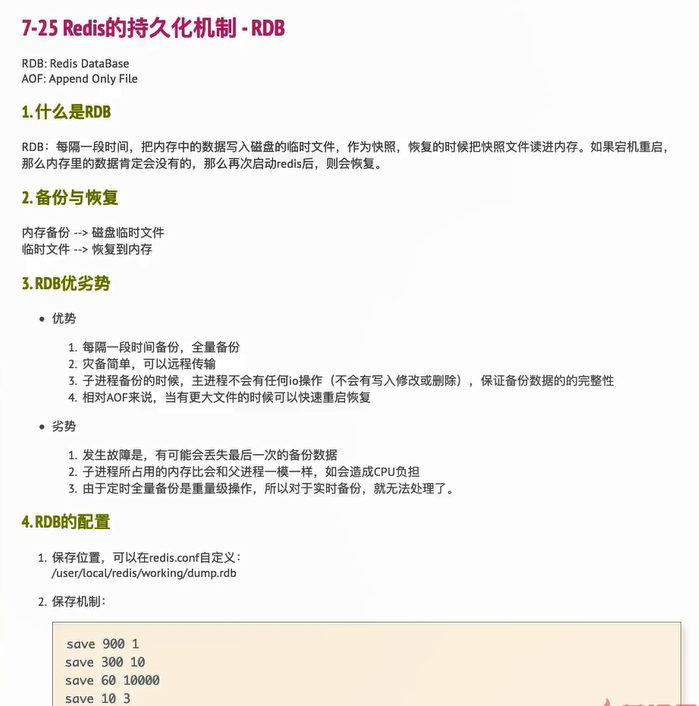 7-25 Redis的持久化机制 - RDB
RDB: Redis DataBase
AOF: Append Only File
1.什么是RDB
RDB：每隔一段时间，把内存中的数据写入磁盘的临时文件，作为快照，恢复的时候把快照文件读进内存。如果宕机重启，
那么内存里的数据肯定会没有的，那么再次启动redis后，则会恢复。
2.备份与恢复
内存备份 --> 磁盘临时文件
临时文件 --> 恢复到内存
3.RDB优劣势
• 优势
1. 每隔一段时间备份，全量备份
2. 灾备简单，可以远程传输
3. 子进程备份的时候，主进程不会有任何io操作（不会有写入修改或删除），保证备份数据的的完整性
4. 相对AOF来说，当有更大文件的时候可以快速重启恢复
• 劣势
1. 发生故障是，有可能会丢失最后一次的备份数据
2. 子进程所占用的内存比会和父进程一模一样，如会造成CPU负担
3. 由于定时全量备份是重量级操作，所以对于实时备份，就无法处理了。
4.RDB的配置
1. 保存位置，可以在redis.conf自定义：
/user/local/redis/working/dump.rdb
2. 保存机制：
save 900 1
save 300 10
save 60 10000
save 10 3